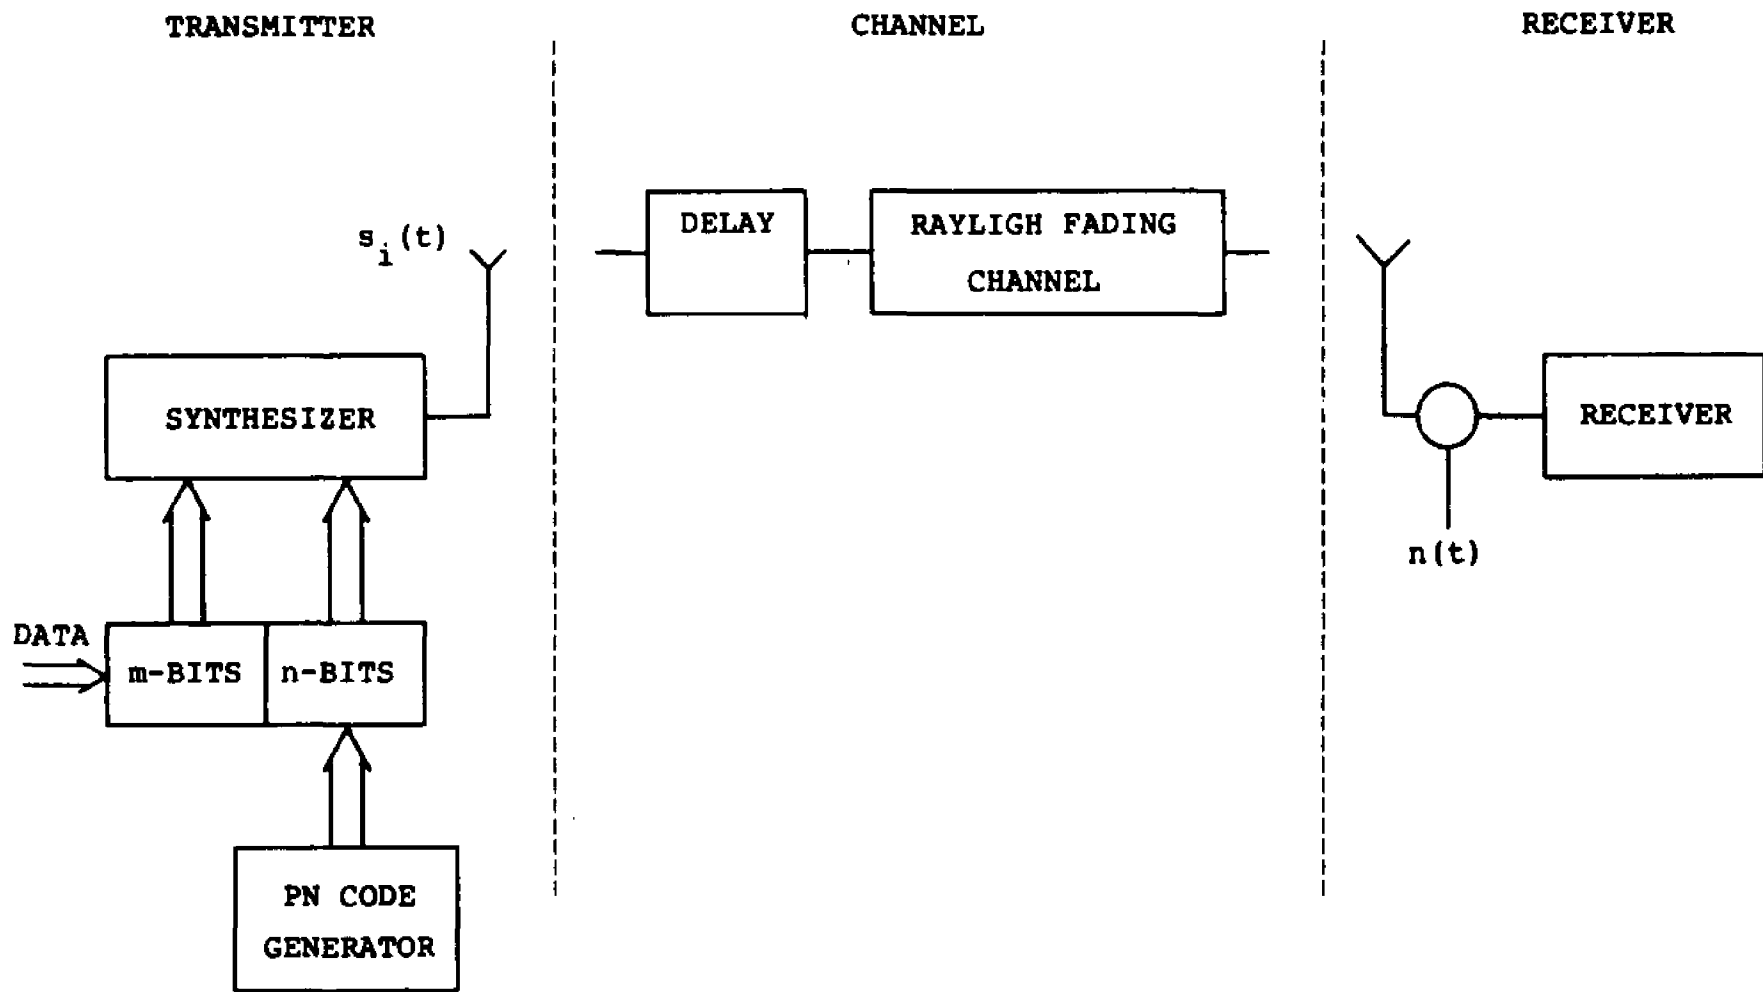 TRANSMITTER
CHANNEL
RECEIVER
s_i(t)
DELAY
RAYLIGH FADING
CHANNEL
SYNTHESIZER
RECEIVER
n(t)
DATA
m-BITS
n-BITS
PN CODE
GENERATOR